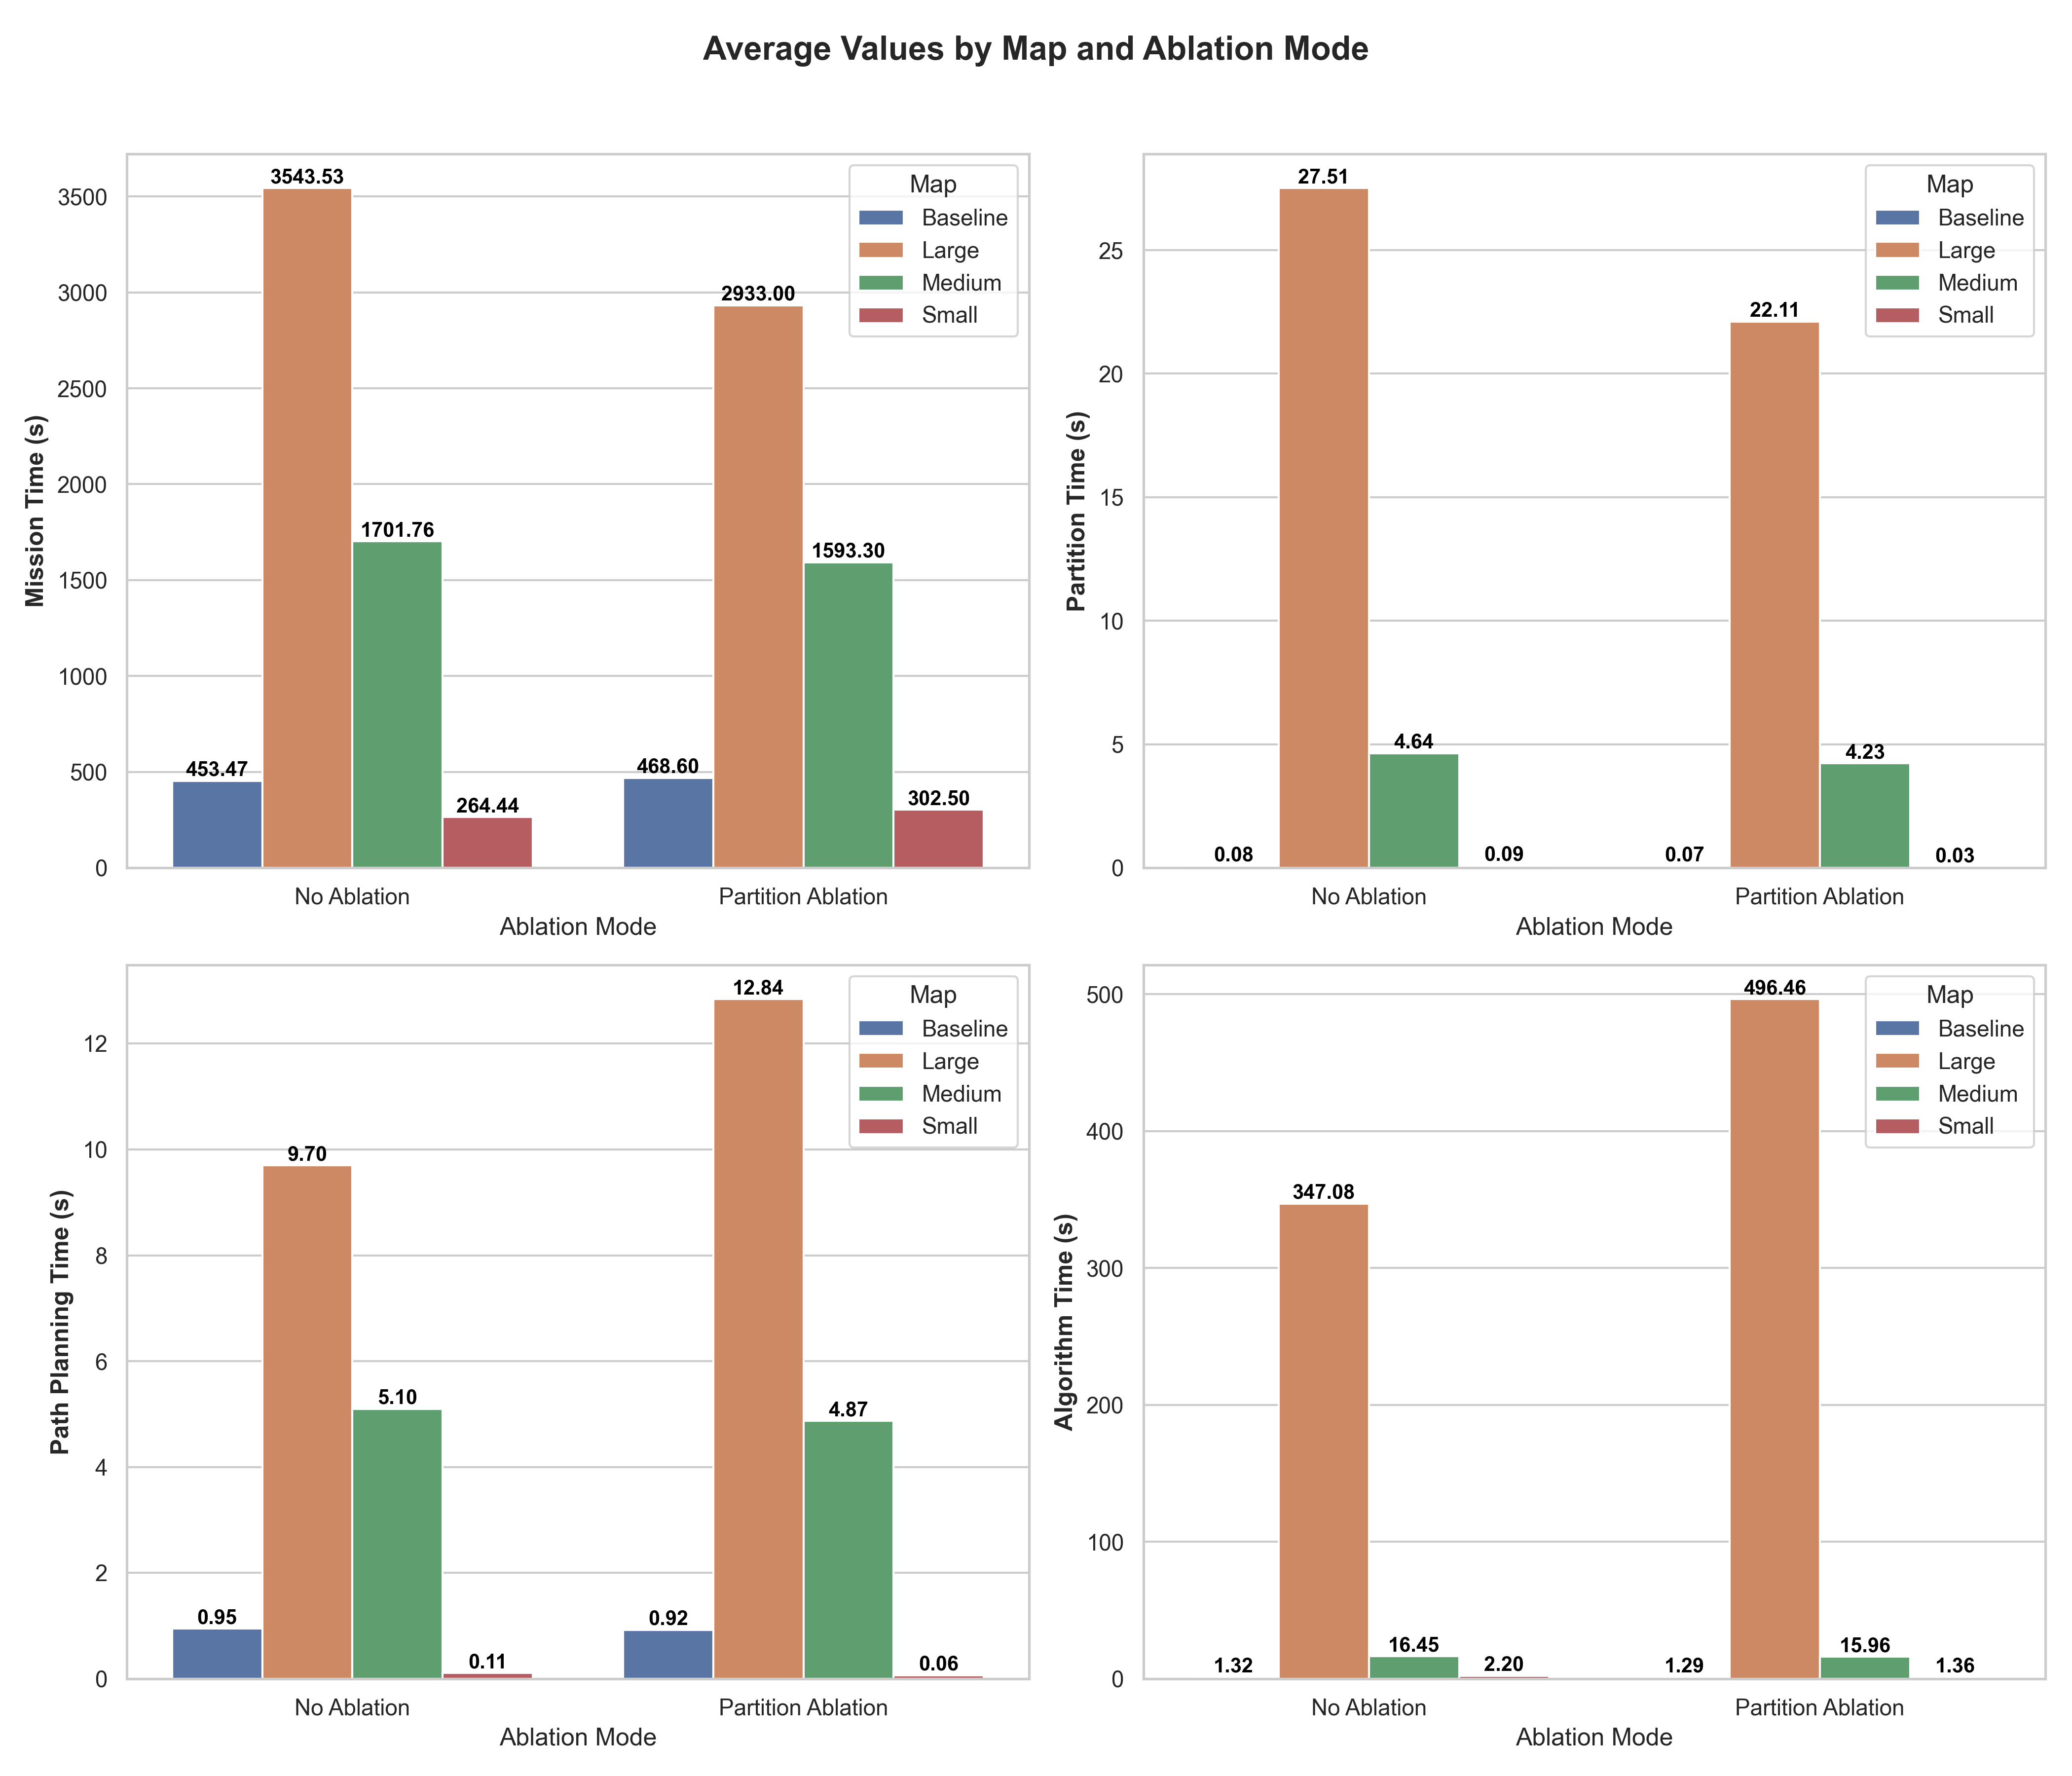 Average Values by Map and Ablation Mode
Mission Time (s)
3500
3000
2500
2000
1500
1000
500
0
3543.53
2933.00
1701.76
1593.30
453.47
468.60
264.44
302.50
Map
Baseline
Large
Medium
Small
No Ablation
Partition Ablation
Ablation Mode
Partition Time (s)
25
20
15
10
5
0
27.51
22.11
4.64
4.23
0.08
0.09
0.07
0.03
Map
Baseline
Large
Medium
Small
No Ablation
Partition Ablation
Ablation Mode
Path Planning Time (s)
12
10
8
6
4
2
0
12.84
9.70
5.10
4.87
0.95
0.92
0.11
0.06
Map
Baseline
Large
Medium
Small
No Ablation
Partition Ablation
Ablation Mode
Algorithm Time (s)
500
400
300
200
100
0
496.46
347.08
16.45
15.96
1.32
2.20
1.29
1.36
Map
Baseline
Large
Medium
Small
No Ablation
Partition Ablation
Ablation Mode